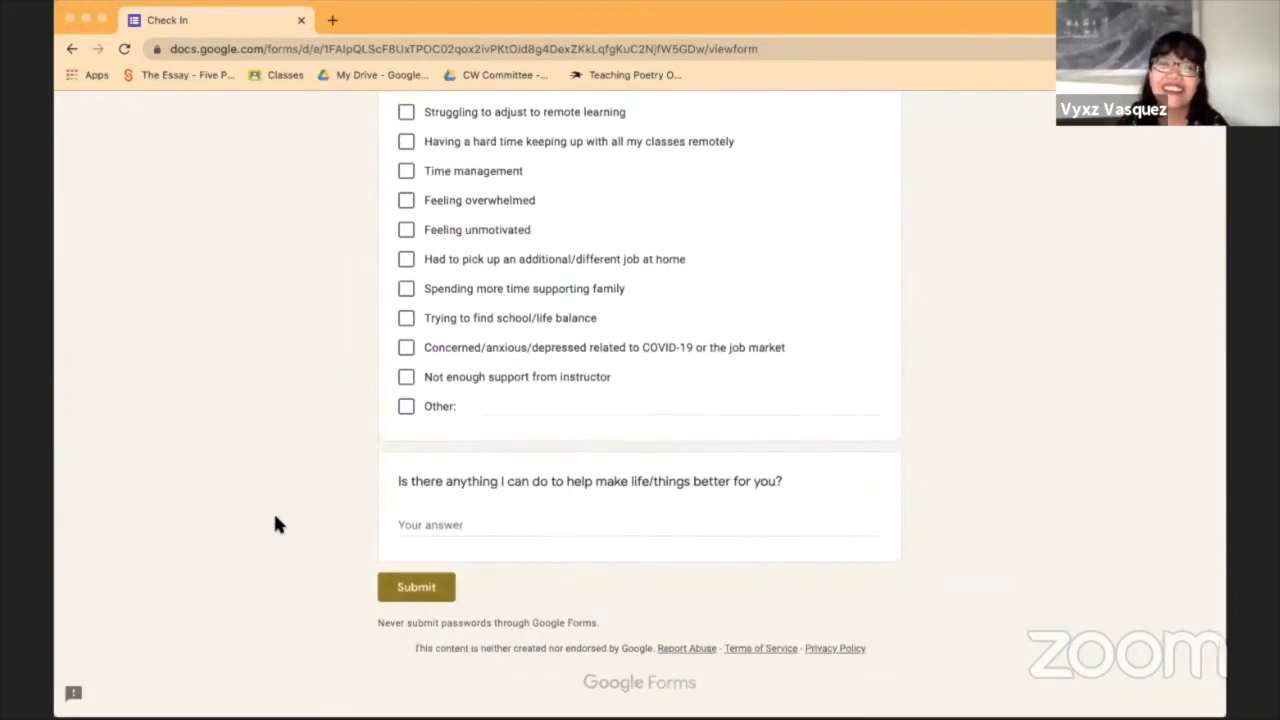 Check In
docs.google.com/forms/d/e/1FAIpQLScF8UxTPOC02qox2ivPKtOid8g4DexZKkLqfgKuC2NjfW5GDw/viewform
Apps The Essay - Five P... Classes My Drive - Google... CW Committee -... Teaching Poetry O...
Vyxz Vasquez
Struggling to adjust to remote learning
Having a hard time keeping up with all my classes remotely
Time management
Feeling overwhelmed
Feeling unmotivated
Had to pick up an additional/different job at home
Spending more time supporting family
Trying to find school/life balance
Concerned/anxious/depressed related to COVID-19 or the job market
Not enough support from instructor
Other:
Is there anything I can do to help make life/things better for you?
Your answer
Submit
Never submit passwords through Google Forms.
This content is neither created nor endorsed by Google. Report Abuse - Terms of Service - Privacy Policy
Google Forms
zoom